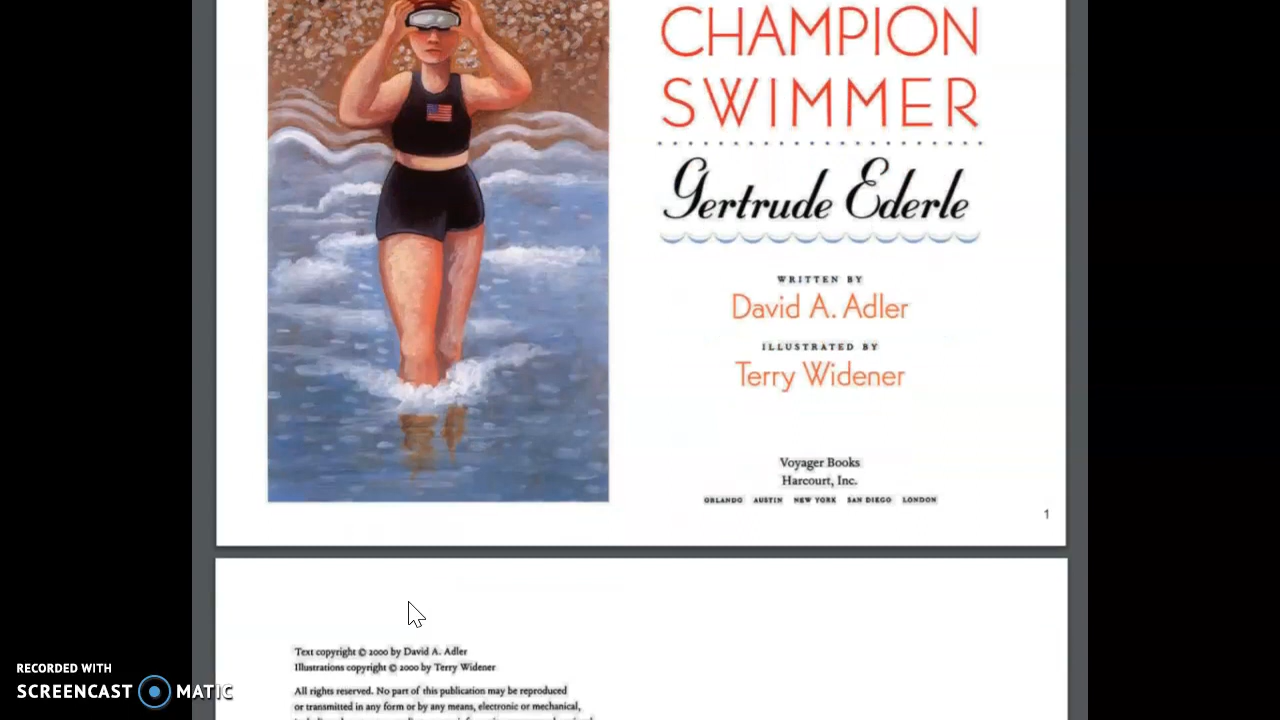 CHAMPION
SWIMMER
Gertrude Ederle
WRITTEN BY
David A. Adler
ILLUSTRATED BY
Terry Widener
Voyager Books
Harcourt, Inc.
ORLANDO AUSTIN NEW YORK SAN DIEGO LONDON
1
Text copyright © 2000 by David A. Adler
Illustrations copyright © 2000 by Terry Widener
All rights reserved. No part of this publication may be reproduced
or transmitted in any form or by any means, electronic or mechanical,
RECORDED WITH
SCREENCAST MATIC